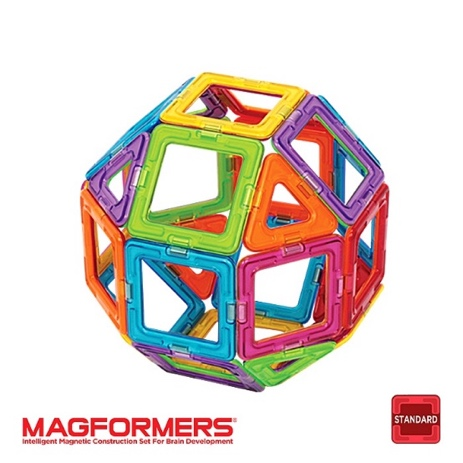 MAGFORMERS®
Intelligent Magnetic Construction Set For Brain Development
STANDARD